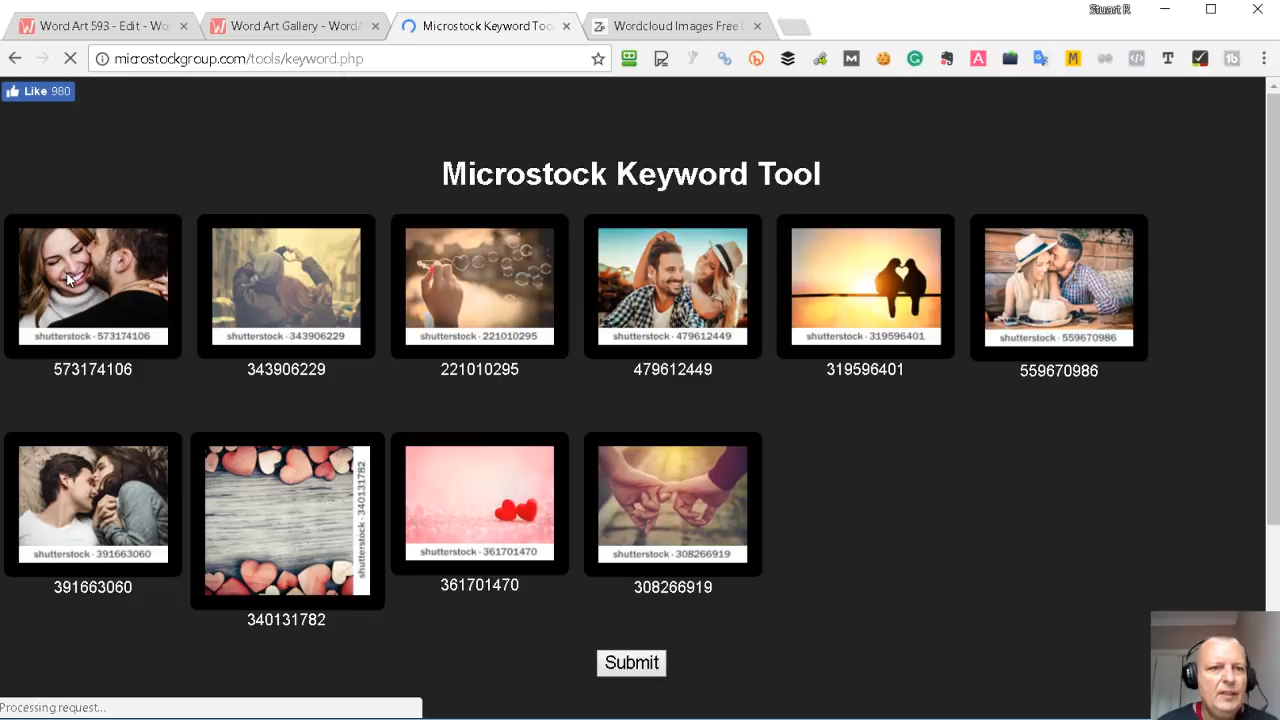 Stuart R
Word Art 593 - Edit - Wo
Word Art Gallery - WordA
Microstock Keyword Too
Wordcloud Images Free
microstockgroup.com/tools/keyword.php
Like 980
Microstock Keyword Tool
shutterstock · 573174106
shutterstock · 343906229
shutterstock · 221010295
shutterstock · 479612449
shutterstock · 319596401
shutterstock · 559670986
573174106
343906229
221010295
479612449
319596401
559670986
shutterstock · 391663060
shutterstock · 340131782
shutterstock · 361701470
shutterstock · 308266919
391663060
340131782
361701470
308266919
Submit
Processing request...